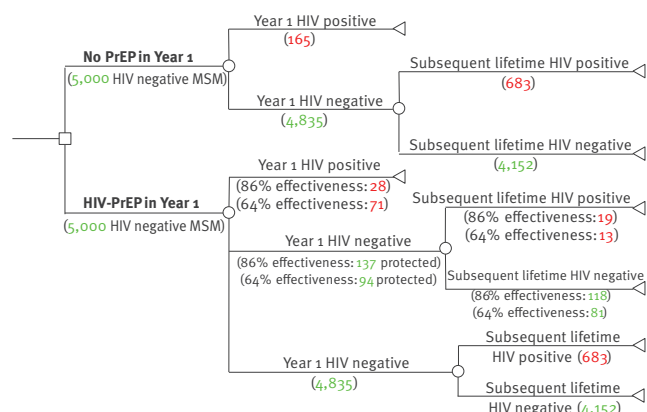 Year 1 HIV positive
(165)
No PrEP in Year 1
(5,000 HIV negative MSM)
Subsequent lifetime HIV positive
(683)
Year 1 HIV negative
(4,835)
Subsequent lifetime HIV negative
(4,152)
Year 1 HIV positive
(86% effectiveness: 28)
(64% effectiveness: 71)
HIV-PrEP in Year 1
(5,000 HIV negative MSM)
Subsequent lifetime HIV positive
(86% effectiveness: 19)
(64% effectiveness: 13)
Year 1 HIV negative
(86% effectiveness: 137 protected)
(64% effectiveness: 94 protected)
Subsequent lifetime HIV negative
(86% effectiveness: 118)
(64% effectiveness: 81)
Subsequent lifetime
HIV positive (683)
Year 1 HIV negative
(4,835)
Subsequent lifetime
HIV negative (4,152)